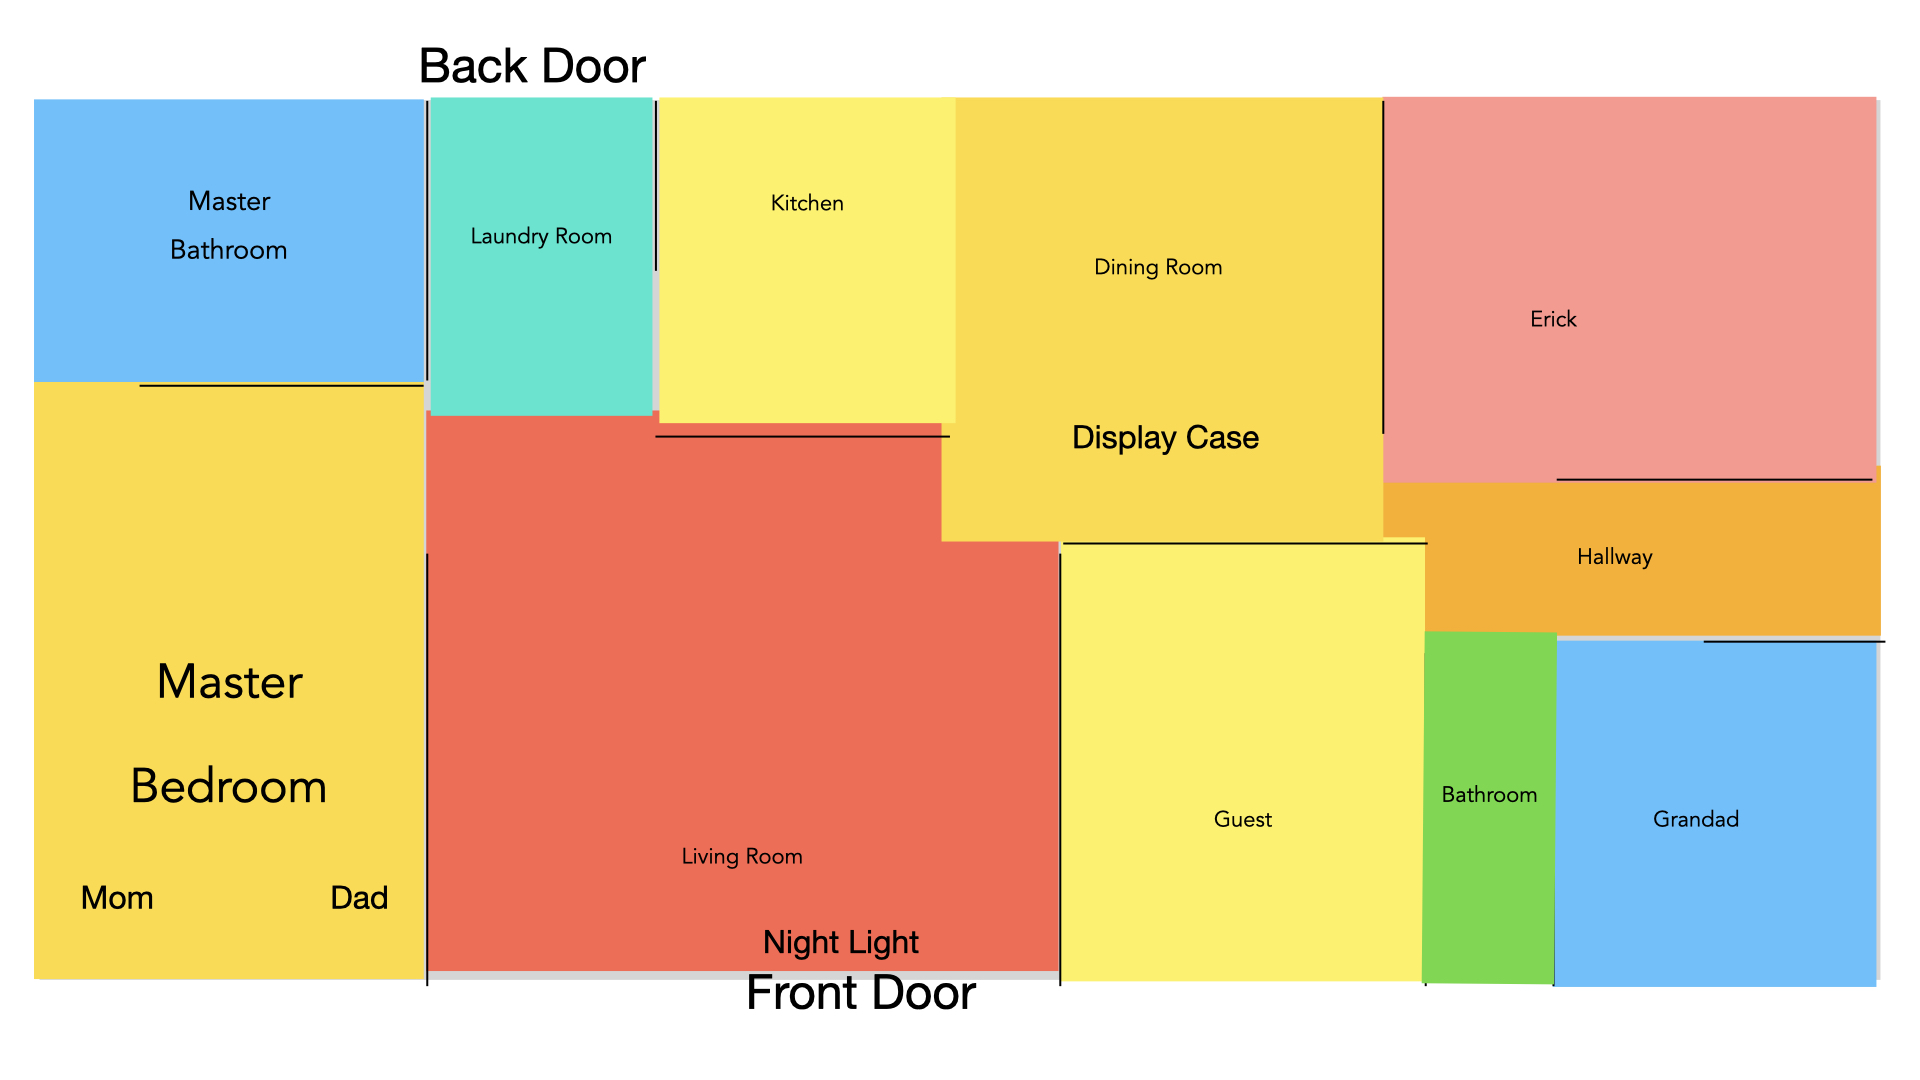 Back Door
Master
Bathroom
Laundry Room
Kitchen
Dining Room
Erick
Display Case
Hallway
Master
Bedroom
Mom
Dad
Living Room
Night Light
Front Door
Guest
Bathroom
Grandad